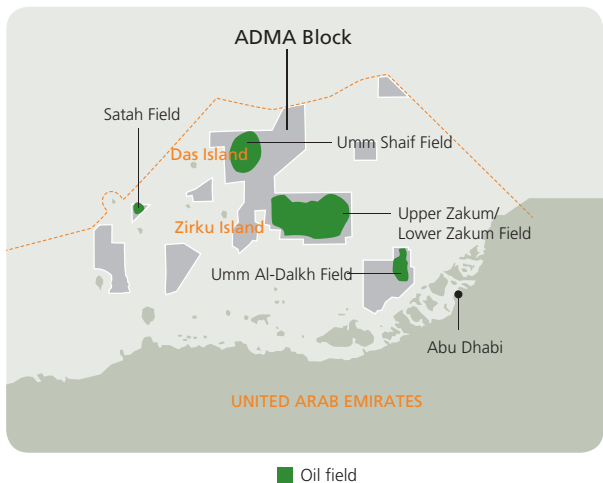 ADMA Block
Satah Field
Umm Shaif Field
Das Island
Zirku Island
Upper Zakum/
Lower Zakum Field
Umm Al-Dalkh Field
Abu Dhabi
UNITED ARAB EMIRATES
Oil field